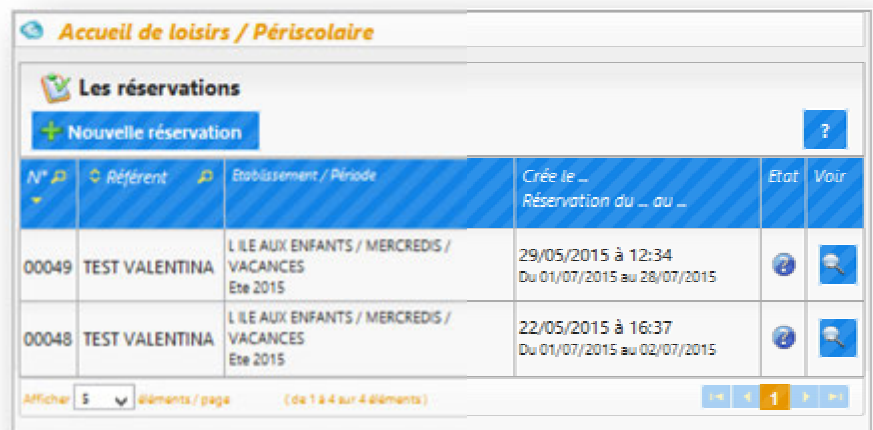 Accueil de loisirs / Périscolaire
Les réservations
Nouvelle réservation
?
N° Référent Etablissement / Période Crée le ... Etat Voir
Réservation du ... au ...
L ILE AUX ENFANTS / MERCREDIS /
00049 TEST VALENTINA VACANCES 29/05/2015 à 12:34
Ete 2015 Du 01/07/2015 au 28/07/2015
L ILE AUX ENFANTS / MERCREDIS /
00048 TEST VALENTINA VACANCES 22/05/2015 à 16:37
Ete 2015 Du 01/07/2015 au 02/07/2015
Afficher 5 éléments / page ( de 1 à 4 sur 4 éléments ) 1